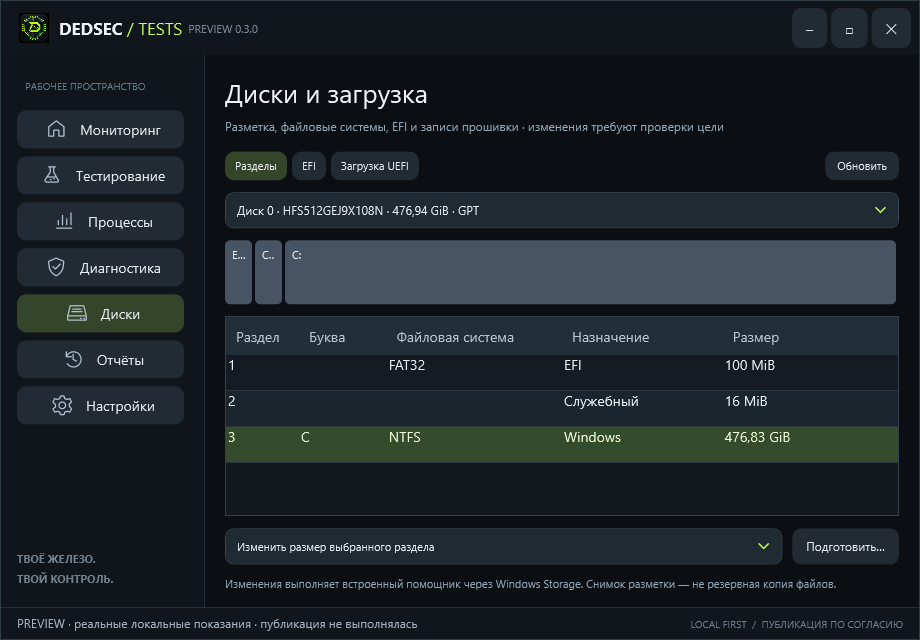 DEDSEC / TESTS PREVIEW 0.3.0
РАБОЧЕЕ ПРОСТРАНСТВО
Мониторинг
Тестирование
Процессы
Диагностика
Диски
Отчёты
Настройки
ТВОЁ ЖЕЛЕЗО.
ТВОЙ КОНТРОЛЬ.
Диски и загрузка
Разметка, файловые системы, EFI и записи прошивки · изменения требуют проверки цели
Разделы EFI Загрузка UEFI Обновить
Диск 0 · HFS512GEJ9X108N · 476,94 GiB · GPT
E... С.. C:
Раздел Буква Файловая система Назначение Размер
1 FAT32 EFI 100 MiB
2 Служебный 16 MiB
3 C NTFS Windows 476,83 GiB
Изменить размер выбранного раздела Подготовить...
Изменения выполняет встроенный помощник через Windows Storage. Снимок разметки — не резервная копия файлов.
PREVIEW · реальные локальные показания · публикация не выполнялась
LOCAL FIRST / ПУБЛИКАЦИЯ ПО СОГЛАСИЮ